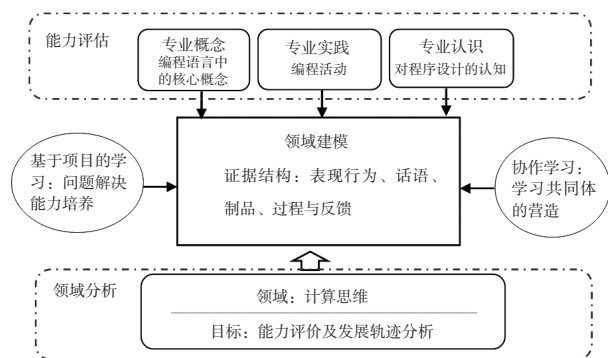 能力评估
专业概念
编程语言中
的核心概念
专业实践
编程活动
专业认识
对程序设计的认知
领域建模
证据结构：表现行为、话语、
制品、过程与反馈
基于项目的学
习：问题解决
能力培养
协作学习：
学习共同体
的营造
领域分析
领域：计算思维
目标：能力评价及发展轨迹分析